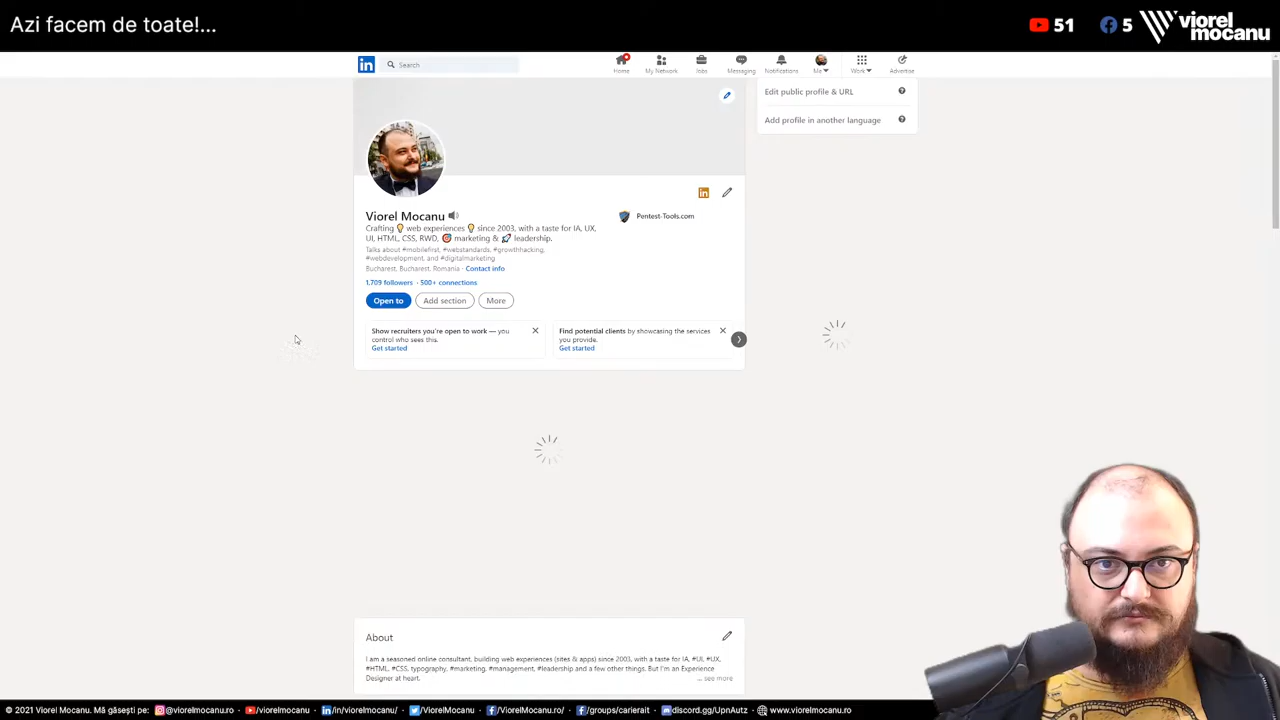 Azi facem de toate!...
51
5
viorel
mocanu
in
Search
Home
My Network
Jobs
Messaging
Notifications
Me
Work
Advertise
Edit public profile & URL
Add profile in another language
in
Viorel Mocanu
Pentest-Tools.com
Crafting 💡 web experiences 💡 since 2003, with a taste for IA, UX,
UI, HTML, CSS, RWD, 🎯 marketing & 🚀 leadership.
Talks about #mobilefirst, #webstandards, #growthhacking,
#webdevelopment, and #digitalmarketing
Bucharest, Bucharest, Romania · Contact info
1,709 followers · 500+ connections
Open to
Add section
More
Show recruiters you're open to work — you
control who sees this.
Get started
Find potential clients by showcasing the services
you provide.
Get started
About
I am a seasoned online consultant, building web experiences (sites & apps) since 2003, with a taste for IA, #UI, #UX,
#HTML, #CSS, typography, #marketing, #management, #leadership and a few other things. But I'm an Experience
Designer at heart.
... see more
© 2021 Viorel Mocanu. Mă găsești pe: @viorelmocanu.ro · /viorelmocanu · /in/viorelmocanu/ · /ViorelMocanu · /ViorelMocanu.ro/ · /groups/carierait · discord.gg/UpnAutz · www.viorelmocanu.ro